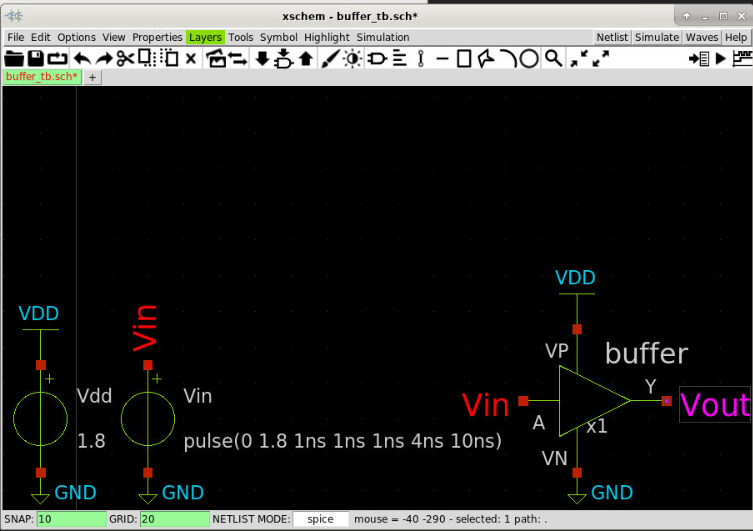 xschem - buffer_tb.sch*
File Edit Options View Properties Layers Tools Symbol Highlight Simulation Netlist Simulate Waves Help
buffer_tb.sch* +
VDD
Vin
+ Vdd
1.8
+ Vin
pulse(0 1.8 1ns 1ns 1ns 4ns 10ns)
GND
GND
VDD
VP
buffer
Y
Vin
Vout
A
x1
VN
GND
SNAP: 10 GRID: 20 NETLIST MODE: spice mouse = -40 -290 - selected: 1 path: .